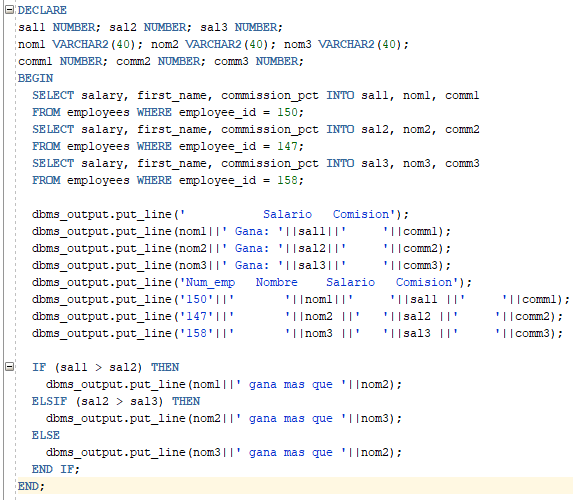 DECLARE
sal1 NUMBER; sal2 NUMBER; sal3 NUMBER;
nom1 VARCHAR2(40); nom2 VARCHAR2(40); nom3 VARCHAR2(40);
comm1 NUMBER; comm2 NUMBER; comm3 NUMBER;
BEGIN
  SELECT salary, first_name, commission_pct INTO sal1, nom1, comm1
  FROM employees WHERE employee_id = 150;
  SELECT salary, first_name, commission_pct INTO sal2, nom2, comm2
  FROM employees WHERE employee_id = 147;
  SELECT salary, first_name, commission_pct INTO sal3, nom3, comm3
  FROM employees WHERE employee_id = 158;

  dbms_output.put_line('           Salario   Comision');
  dbms_output.put_line(nom1||' Gana: '||sal1||'     '||comm1);
  dbms_output.put_line(nom2||' Gana: '||sal2||'     '||comm2);
  dbms_output.put_line(nom3||' Gana: '||sal3||'     '||comm3);
  dbms_output.put_line('Num_emp   Nombre    Salario   Comision');
  dbms_output.put_line('150'||'       '||nom1||'     '||sal1 ||'     '||comm1);
  dbms_output.put_line('147'||'       '||nom2 ||'   '||sal2 ||'     '||comm2);
  dbms_output.put_line('158'||'       '||nom3 ||'   '||sal3 ||'     '||comm3);

  IF (sal1 > sal2) THEN
    dbms_output.put_line(nom1||' gana mas que '||nom2);
  ELSIF (sal2 > sal3) THEN
    dbms_output.put_line(nom2||' gana mas que '||nom3);
  ELSE
    dbms_output.put_line(nom3||' gana mas que '||nom2);
  END IF;
END;